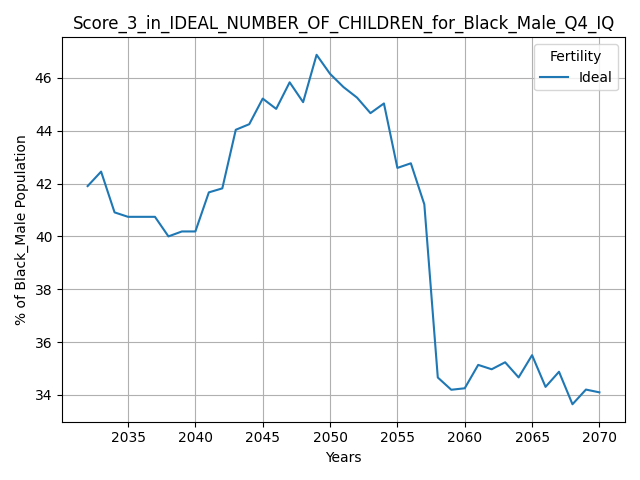 Score_3_in_IDEAL_NUMBER_OF_CHILDREN_for_Black_Male_Q4_IQ
Fertility
Ideal
% of Black_Male Population
46
44
42
40
38
36
34
2035 2040 2045 2050 2055 2060 2065 2070
Years